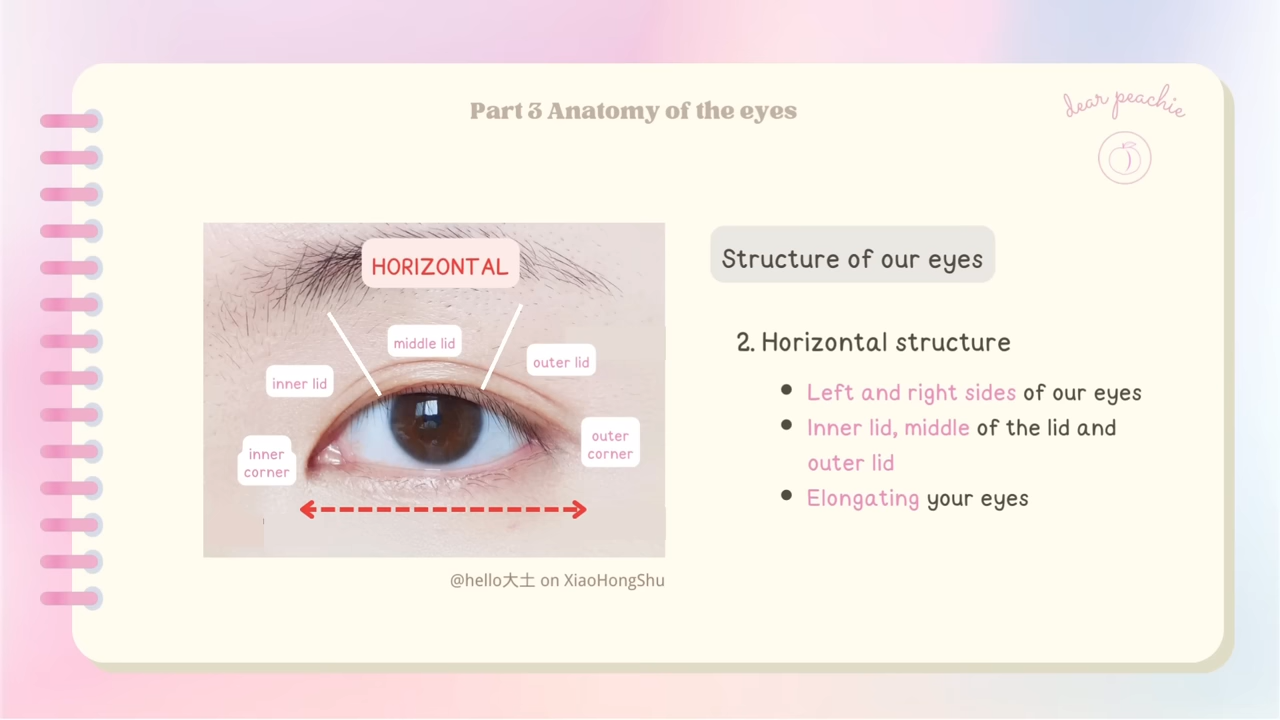 Part 3 Anatomy of the eyes
dear peachie
HORIZONTAL
middle lid
outer lid
inner lid
inner
corner
outer
corner
@hello大土 on XiaoHongShu
Structure of our eyes
2. Horizontal structure
● Left and right sides of our eyes
● Inner lid, middle of the lid and
outer lid
● Elongating your eyes